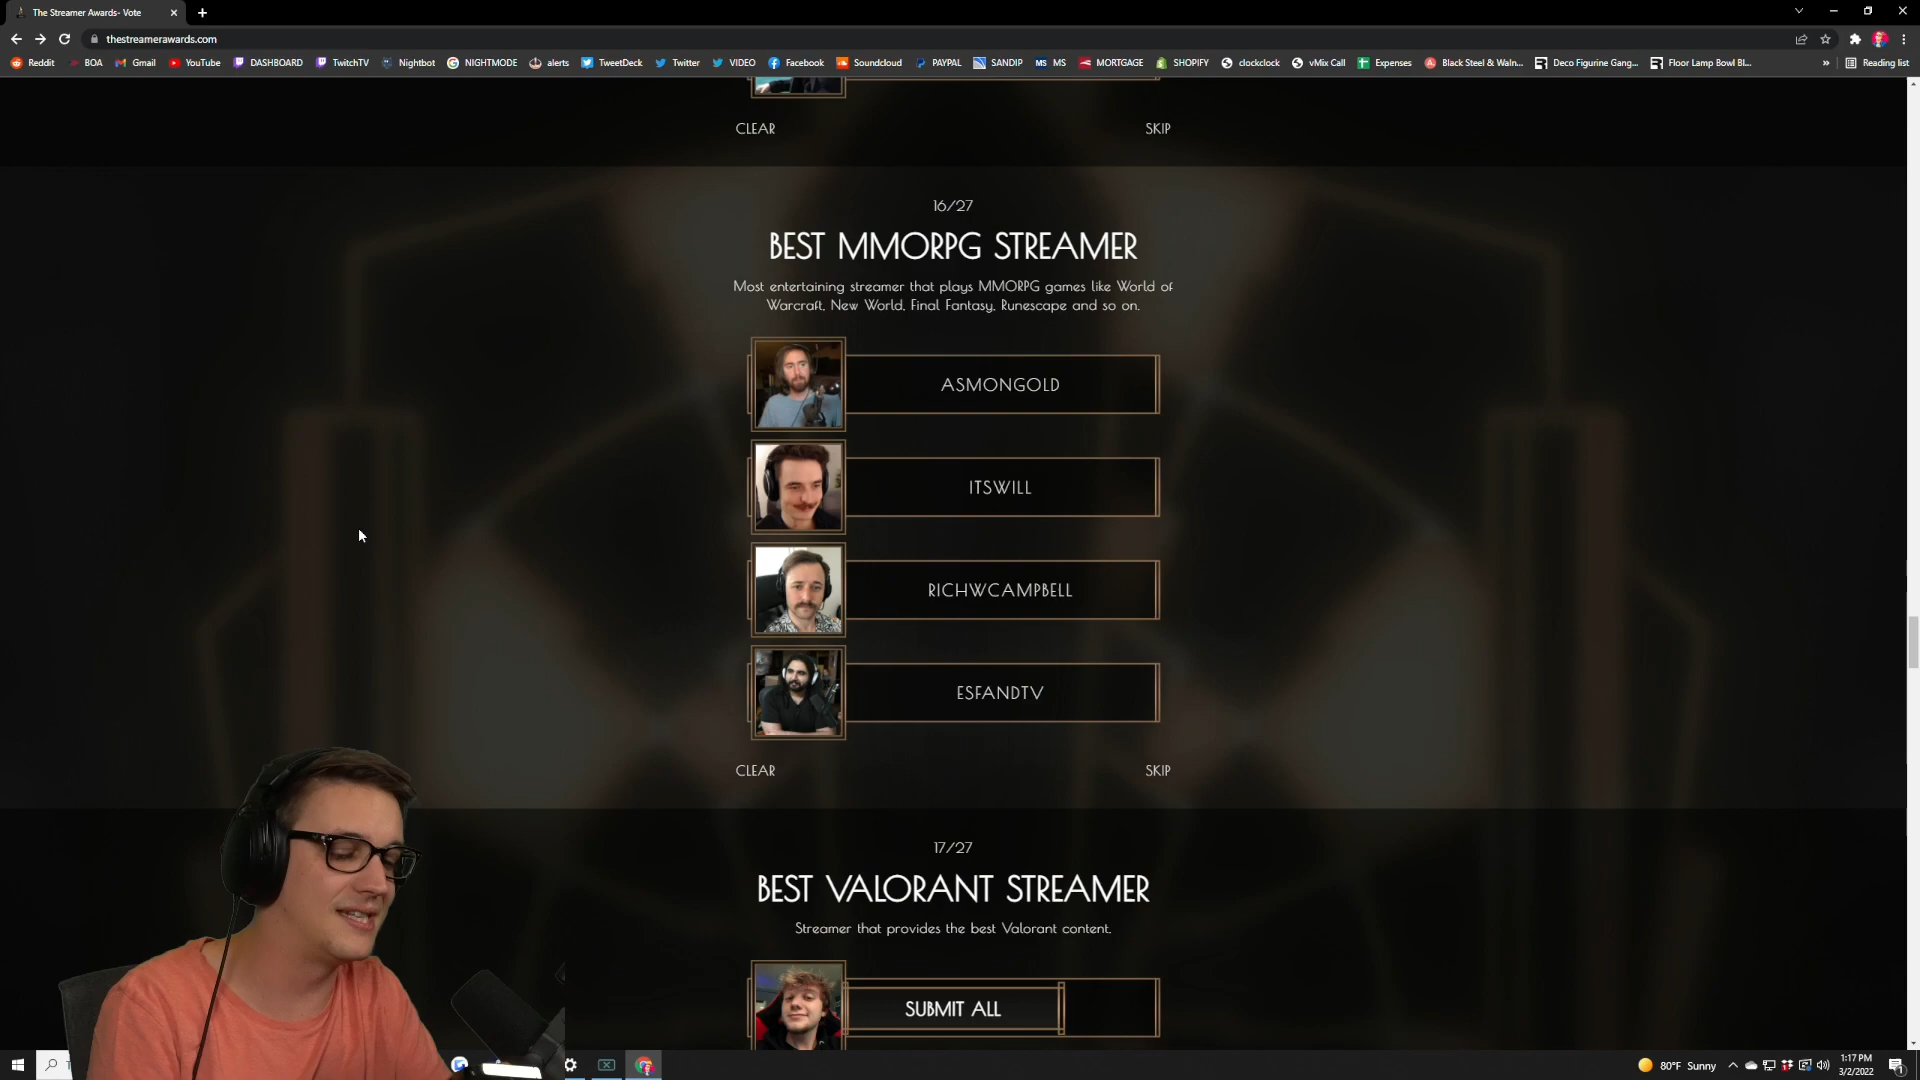 The Streamer Awards- Vote
thestreamerawards.com
Reddit BOA Gmail YouTube DASHBOARD TwitchTV Nightbot NIGHTMODE alerts TweetDeck Twitter VIDEO Facebook Soundcloud PAYPAL SANDIP MS MS MORTGAGE SHOPIFY clockclock vMix Call Expenses Black Steel & Waln... Deco Figurine Gang... Floor Lamp Bowl Bl... » Reading list
CLEAR SKIP
16/27
BEST MMORPG STREAMER
Most entertaining streamer that plays MMORPG games like World of
Warcraft, New World, Final Fantasy, Runescape and so on.
ASMONGOLD
ITSWILL
RICHWCAMPBELL
ESFANDTV
CLEAR SKIP
17/27
BEST VALORANT STREAMER
Streamer that provides the best Valorant content.
SUBMIT ALL
80°F Sunny
1:17 PM
3/2/2022